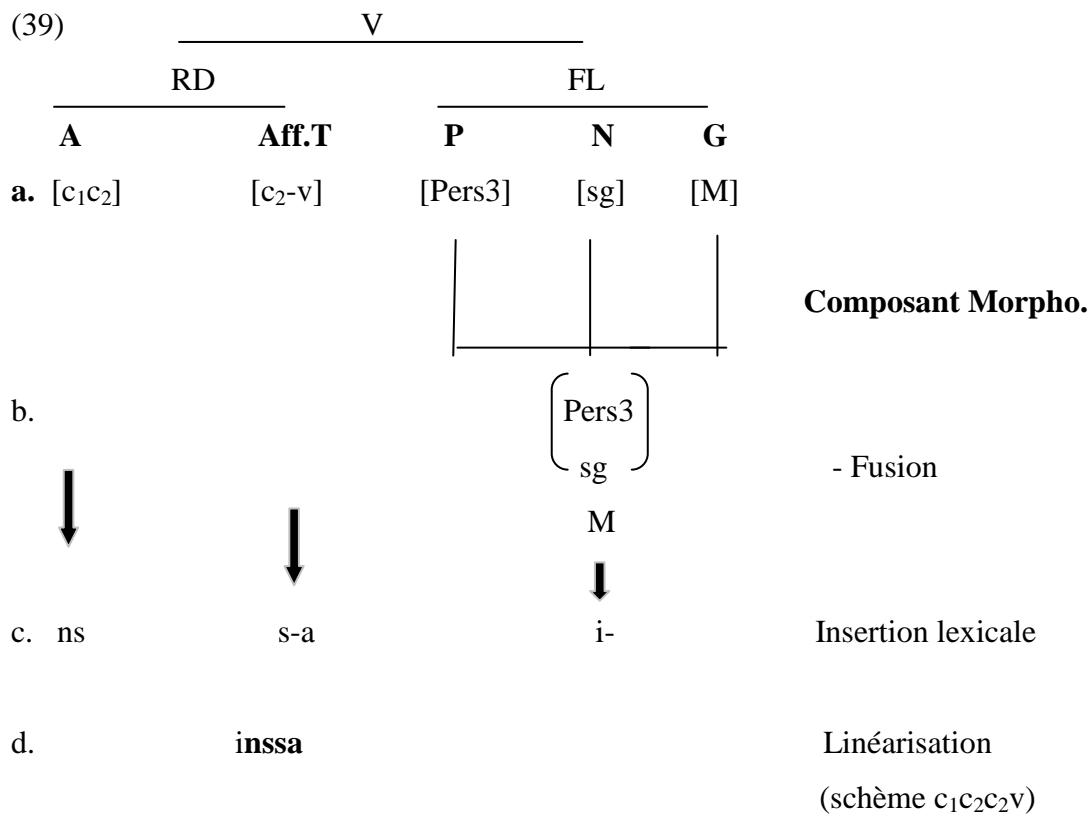 (39) V
RD FL
A Aff.T P N G
a. [c₁c₂] [c₂-v] [Pers3] [sg] [M]
Composant Morpho.
b. Pers3
sg - Fusion
M
c. ns s-a i- Insertion lexicale
d. inssa Linéarisation
(schème c₁c₂c₂v)